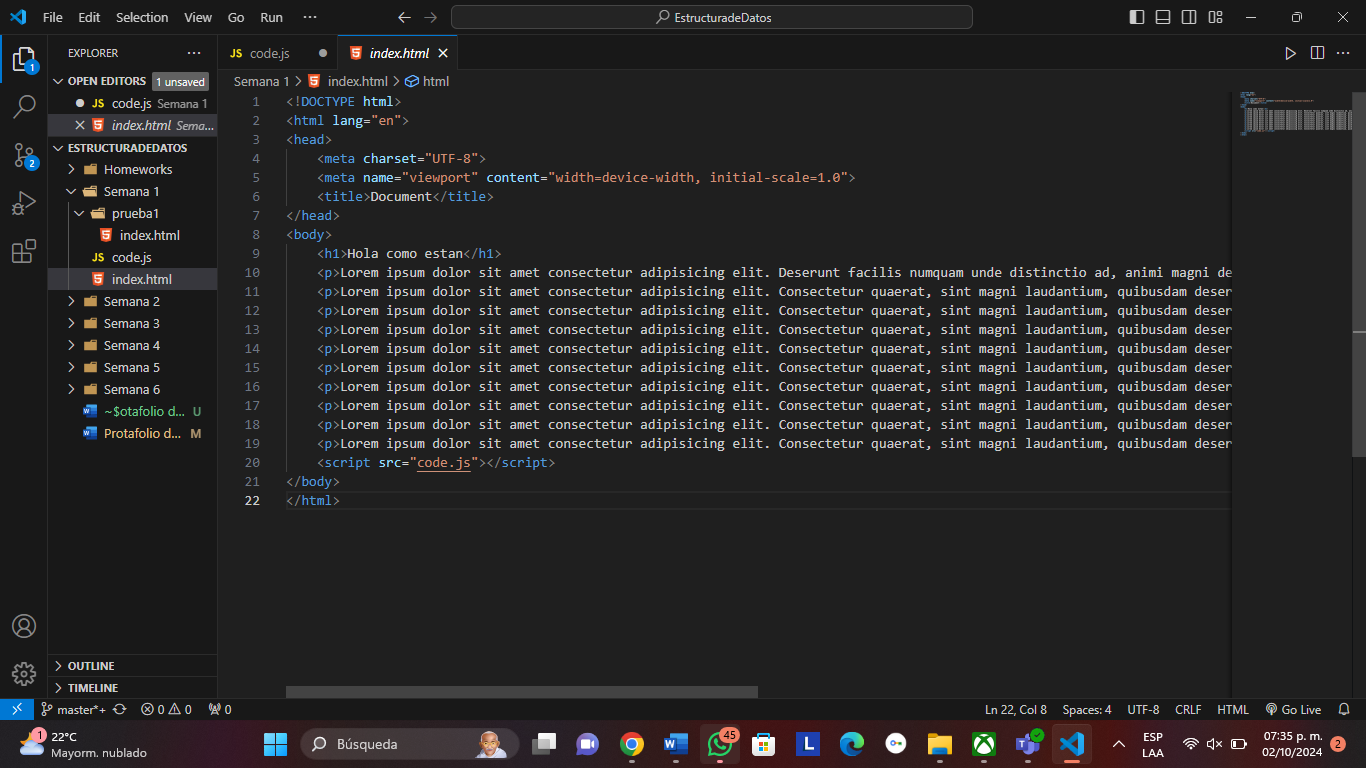 File Edit Selection View Go Run ···
EstructuradeDatos
EXPLORER ···
OPEN EDITORS 1 unsaved
JS code.js Semana 1
index.html Sema...
ESTRUCTURADEDATOS
Homeworks
Semana 1
prueba1
index.html
JS code.js
index.html
Semana 2
Semana 3
Semana 4
Semana 5
Semana 6
~$otafolio d... U
Protafolio d... M
OUTLINE
TIMELINE
1
2
JS code.js
index.html
Semana 1 > index.html > html
1 <!DOCTYPE html>
2 <html lang="en">
3 <head>
4 <meta charset="UTF-8">
5 <meta name="viewport" content="width=device-width, initial-scale=1.0">
6 <title>Document</title>
7 </head>
8 <body>
9 <h1>Hola como estan</h1>
10 <p>Lorem ipsum dolor sit amet consectetur adipisicing elit. Deserunt facilis numquam unde distinctio ad, animi magni de
11 <p>Lorem ipsum dolor sit amet consectetur adipisicing elit. Consectetur quaerat, sint magni laudantium, quibusdam deser
12 <p>Lorem ipsum dolor sit amet consectetur adipisicing elit. Consectetur quaerat, sint magni laudantium, quibusdam deser
13 <p>Lorem ipsum dolor sit amet consectetur adipisicing elit. Consectetur quaerat, sint magni laudantium, quibusdam deser
14 <p>Lorem ipsum dolor sit amet consectetur adipisicing elit. Consectetur quaerat, sint magni laudantium, quibusdam deser
15 <p>Lorem ipsum dolor sit amet consectetur adipisicing elit. Consectetur quaerat, sint magni laudantium, quibusdam deser
16 <p>Lorem ipsum dolor sit amet consectetur adipisicing elit. Consectetur quaerat, sint magni laudantium, quibusdam deser
17 <p>Lorem ipsum dolor sit amet consectetur adipisicing elit. Consectetur quaerat, sint magni laudantium, quibusdam deser
18 <p>Lorem ipsum dolor sit amet consectetur adipisicing elit. Consectetur quaerat, sint magni laudantium, quibusdam deser
19 <p>Lorem ipsum dolor sit amet consectetur adipisicing elit. Consectetur quaerat, sint magni laudantium, quibusdam deser
20 <script src="code.js"></script>
21 </body>
22 </html>
master*+ 0 0 0 Ln 22, Col 8 Spaces: 4 UTF-8 CRLF HTML Go Live
1 22°C
Mayorm. nublado
Búsqueda
45
L
ESP
LAA
07:35 p. m.
02/10/2024
2